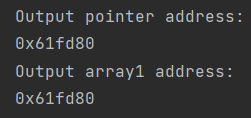 Output pointer address:
0x61fd80
Output array1 address:
0x61fd80